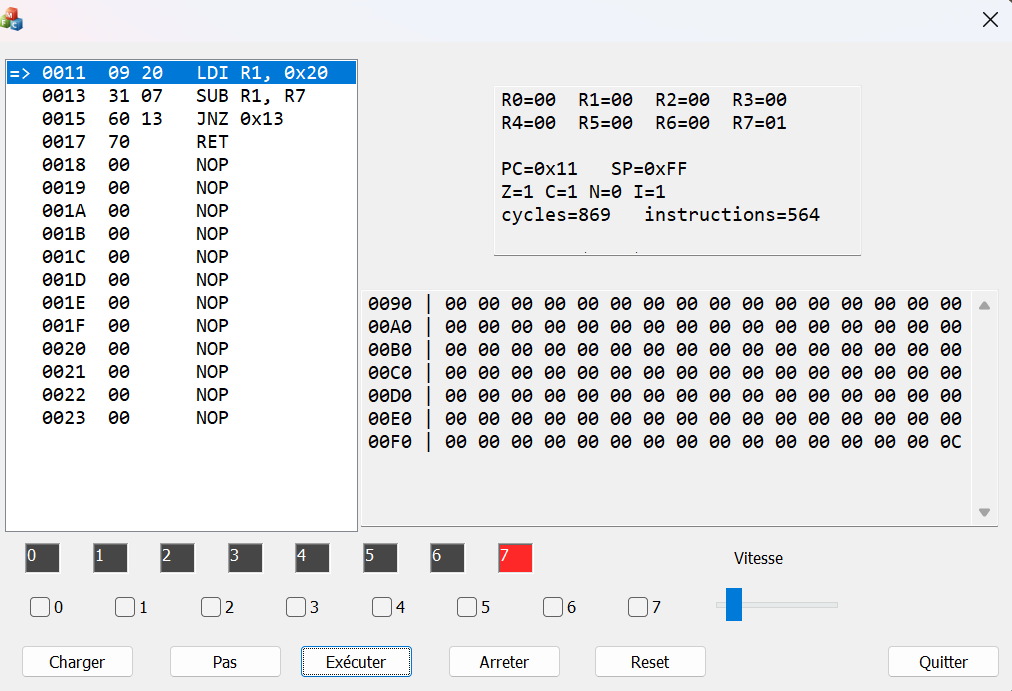 => 0011 09 20 LDI R1, 0x20
0013 31 07 SUB R1, R7
0015 60 13 JNZ 0x13
0017 70 RET
0018 00 NOP
0019 00 NOP
001A 00 NOP
001B 00 NOP
001C 00 NOP
001D 00 NOP
001E 00 NOP
001F 00 NOP
0020 00 NOP
0021 00 NOP
0022 00 NOP
0023 00 NOP
R0=00 R1=00 R2=00 R3=00
R4=00 R5=00 R6=00 R7=01
PC=0x11 SP=0xFF
Z=1 C=1 N=0 I=1
cycles=869 instructions=564
0090 | 00 00 00 00 00 00 00 00 00 00 00 00 00 00 00 00
00A0 | 00 00 00 00 00 00 00 00 00 00 00 00 00 00 00 00
00B0 | 00 00 00 00 00 00 00 00 00 00 00 00 00 00 00 00
00C0 | 00 00 00 00 00 00 00 00 00 00 00 00 00 00 00 00
00D0 | 00 00 00 00 00 00 00 00 00 00 00 00 00 00 00 00
00E0 | 00 00 00 00 00 00 00 00 00 00 00 00 00 00 00 00
00F0 | 00 00 00 00 00 00 00 00 00 00 00 00 00 00 00 0C
0 1 2 3 4 5 6 7
Vitesse
0 1 2 3 4 5 6 7
Charger Pas Exécuter Arreter Reset Quitter